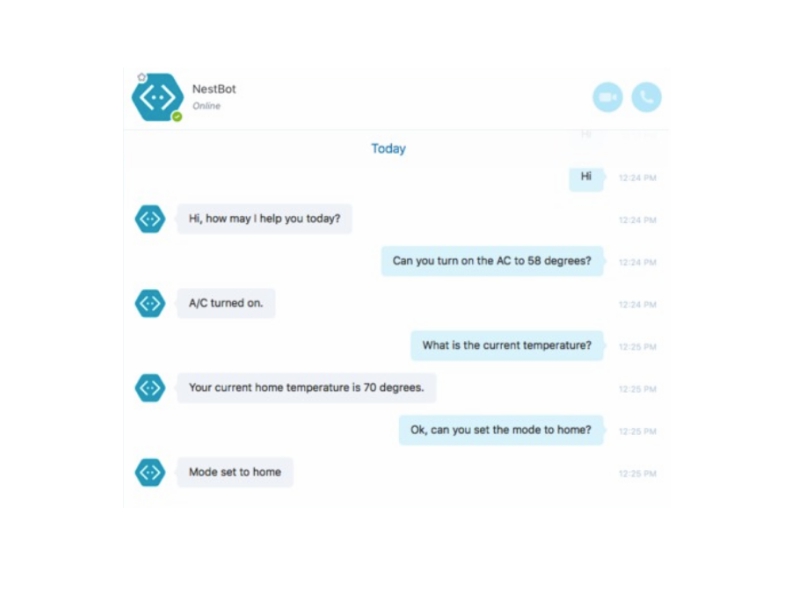 NestBot
Online
Hi
Today
Hi
12:24 PM
Hi, how may I help you today?
12:24 PM
Can you turn on the AC to 58 degrees?
12:24 PM
A/C turned on.
12:24 PM
What is the current temperature?
12:25 PM
Your current home temperature is 70 degrees.
12:25 PM
Ok, can you set the mode to home?
12:25 PM
Mode set to home
12:25 PM